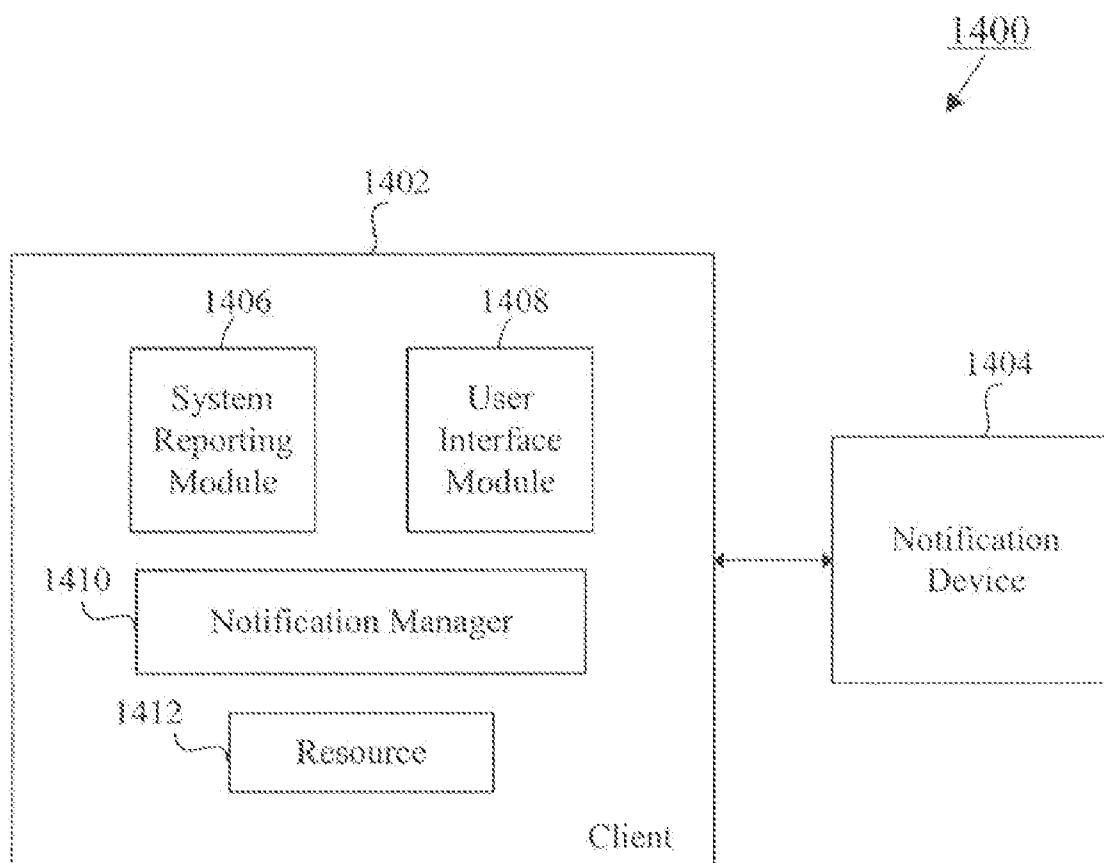 1400
1402
1406
1408
System
Reporting
Module
User
Interface
Module
1404
Notification
Device
1410
Notification Manager
1412
Resource
Client